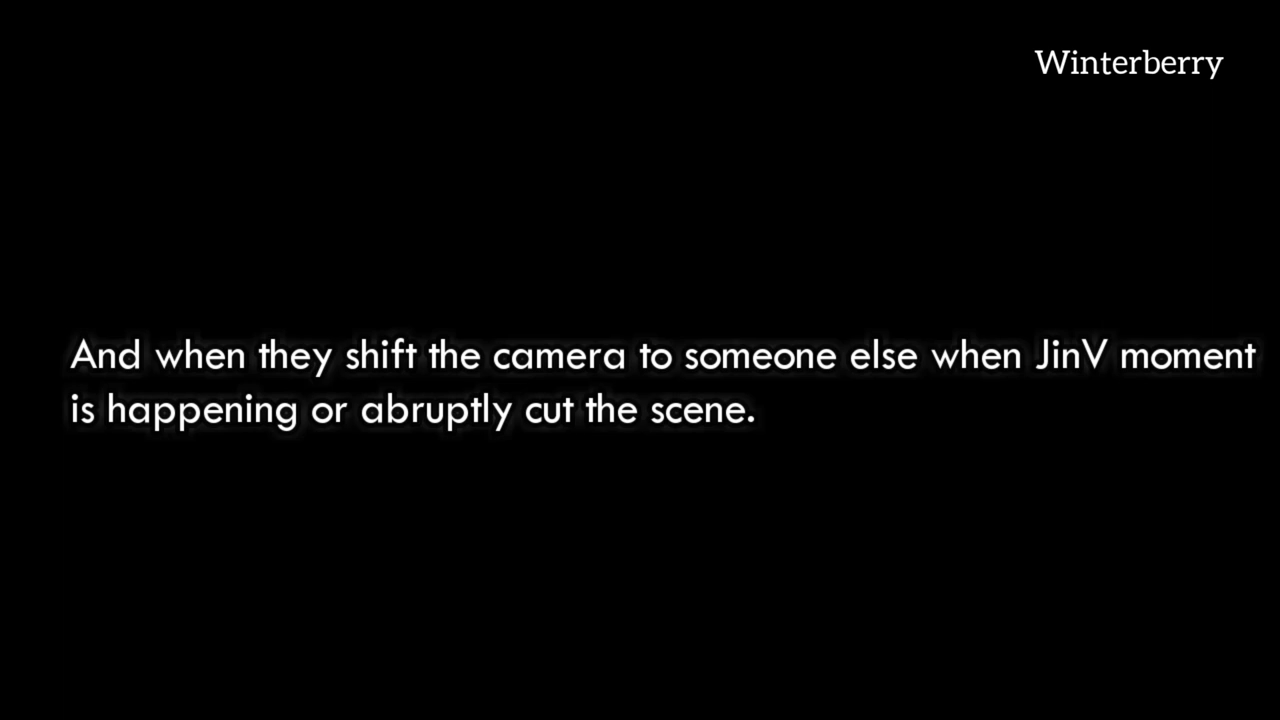 Winterberry
And when they shift the camera to someone else when JinV moment
is happening or abruptly cut the scene.